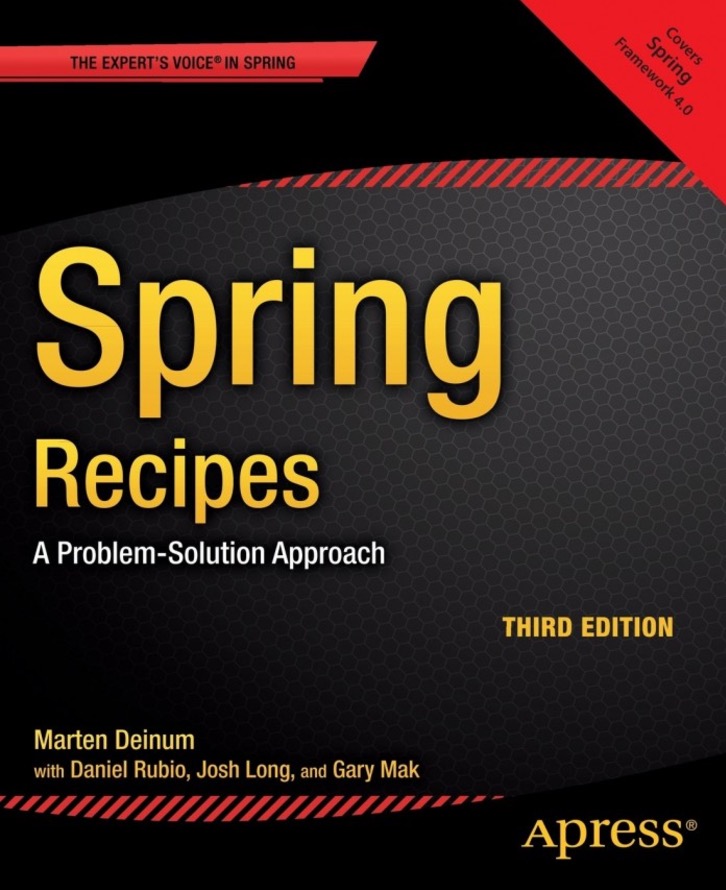 THE EXPERT'S VOICE® IN SPRING
Covers
Spring
Framework 4.0
Spring
Recipes
A Problem-Solution Approach
THIRD EDITION
Marten Deinum
with Daniel Rubio, Josh Long, and Gary Mak
Apress®